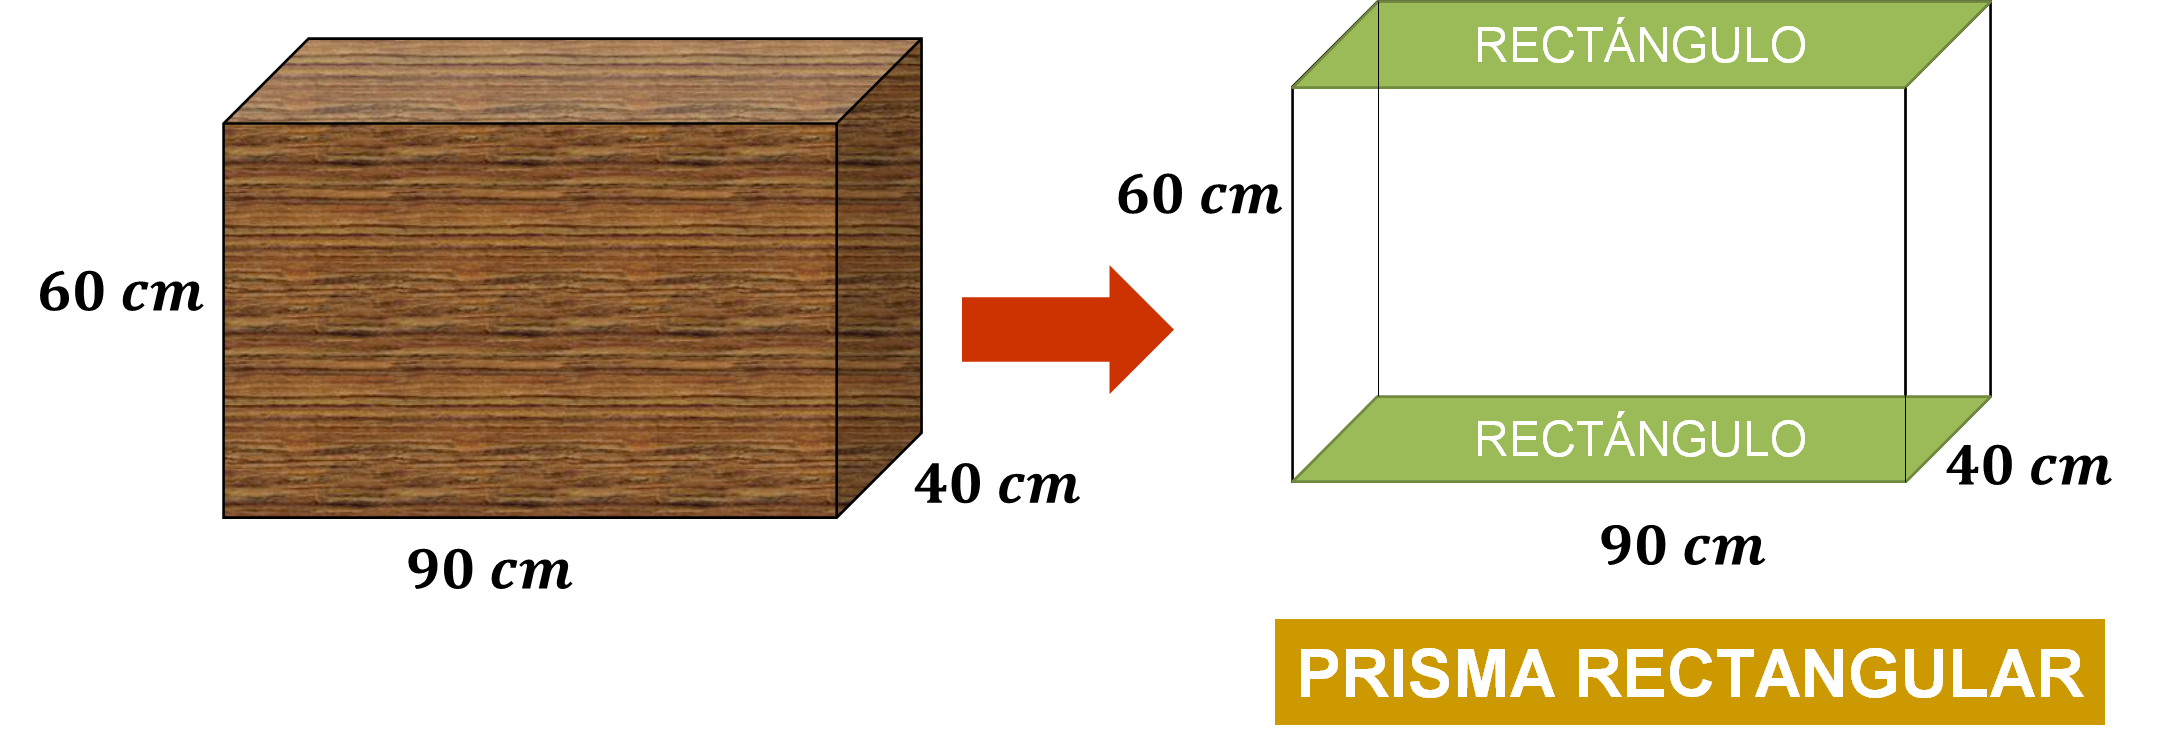 60 cm
40 cm
90 cm
RECTÁNGULO
60 cm
RECTÁNGULO
40 cm
90 cm
PRISMA RECTANGULAR